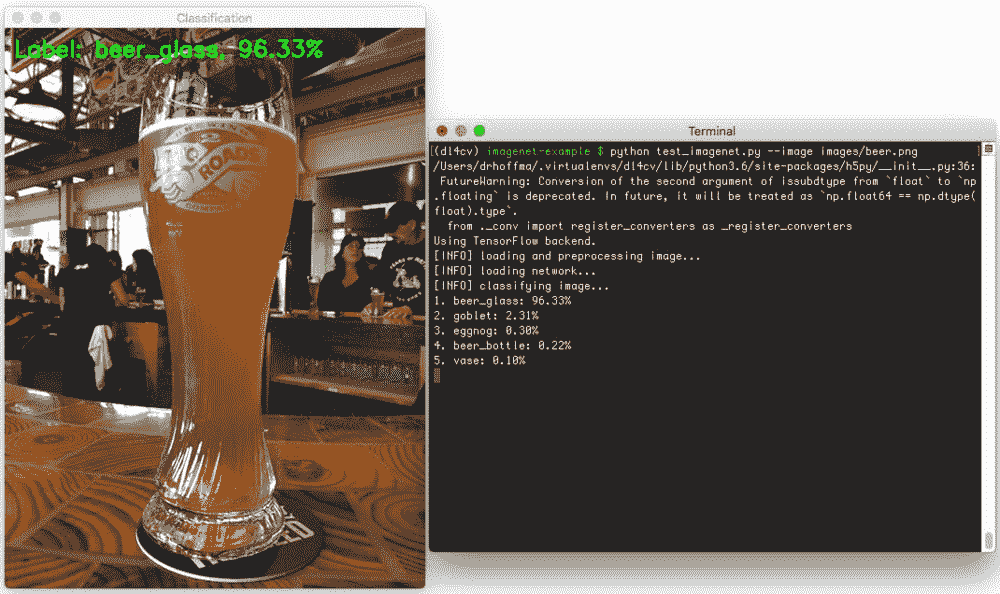 Classification
Label: beer_glass, 96.33%
ROADS
Terminal
(dl4cv) imagenet-example $ python test_imagenet.py --image images/beer.png
/Users/drhoffma/.virtualenvs/dl4cv/lib/python3.6/site-packages/h5py/__init__.py:36:
FutureWarning: Conversion of the second argument of issubdtype from `float` to `np
.floating` is deprecated. In future, it will be treated as `np.float64 == np.dtype(
float).type`.
from ._conv import register_converters as _register_converters
Using TensorFlow backend.
[INFO] loading and preprocessing image...
[INFO] loading network...
[INFO] classifying image...
1. beer_glass: 96.33%
2. goblet: 2.31%
3. eggnog: 0.30%
4. beer_bottle: 0.22%
5. vase: 0.10%